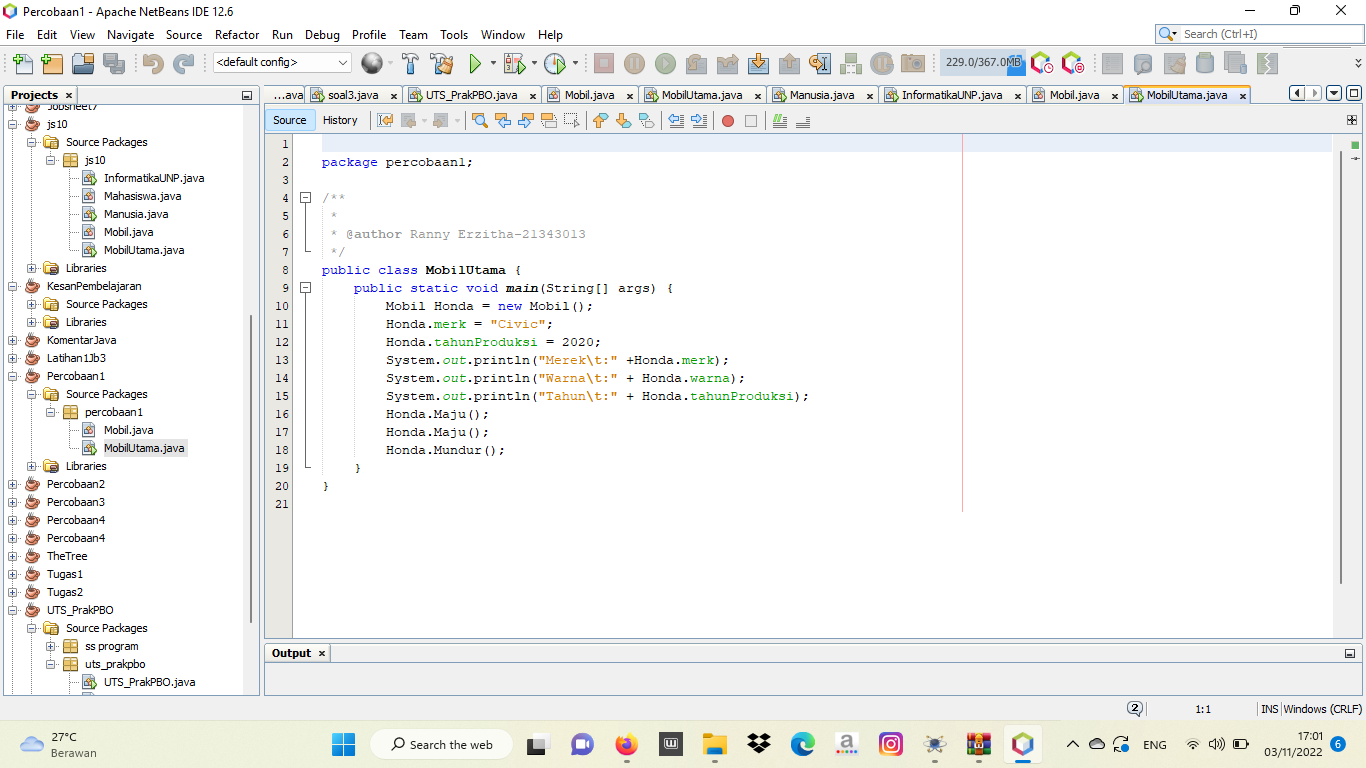 Percobaan1 - Apache NetBeans IDE 12.6
File Edit View Navigate Source Refactor Run Debug Profile Team Tools Window Help
Search (Ctrl+I)
<default config>
229.0/367.0MB
Projects
...ava soal3.java UTS_PrakPBO.java Mobil.java MobilUtama.java Manusia.java InformatikaUNP.java Mobil.java MobilUtama.java
Source History
Jobsheet7
js10
Source Packages
js10
InformatikaUNP.java
Mahasiswa.java
Manusia.java
Mobil.java
MobilUtama.java
Libraries
KesanPembelajaran
Source Packages
Libraries
KomentarJava
Latihan1Jb3
Percobaan1
Source Packages
percobaan1
Mobil.java
MobilUtama.java
Libraries
Percobaan2
Percobaan3
Percobaan4
Percobaan4
TheTree
Tugas1
Tugas2
UTS_PrakPBO
Source Packages
ss program
uts_prakpbo
UTS_PrakPBO.java
1
2 package percobaan1;
3
4 /**
5 *
6 * @author Ranny Erzitha-21343013
7 */
8 public class MobilUtama {
9 public static void main(String[] args) {
10 Mobil Honda = new Mobil();
11 Honda.merk = "Civic";
12 Honda.tahunProduksi = 2020;
13 System.out.println("Merek\t:" +Honda.merk);
14 System.out.println("Warna\t:" + Honda.warna);
15 System.out.println("Tahun\t:" + Honda.tahunProduksi);
16 Honda.Maju();
17 Honda.Maju();
18 Honda.Mundur();
19 }
20 }
21
Output
2 1:1 INS Windows (CRLF)
27°C
Berawan
Search the web
ENG
17:01
03/11/2022
6